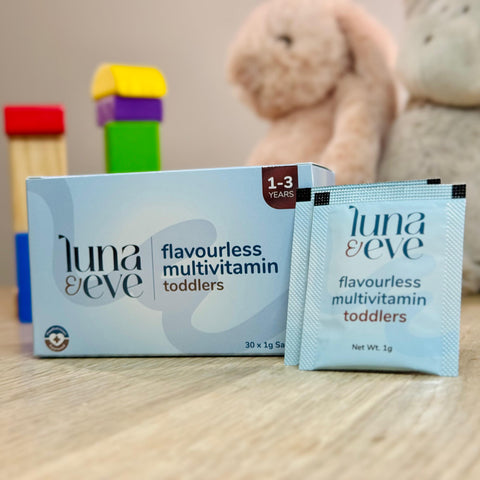 1-3
YEARS
luna
&eve
flavourless
multivitamin
toddlers
30 x 1g Sa
luna
&eve
flavourless
multivitamin
toddlers
Net Wt. 1g